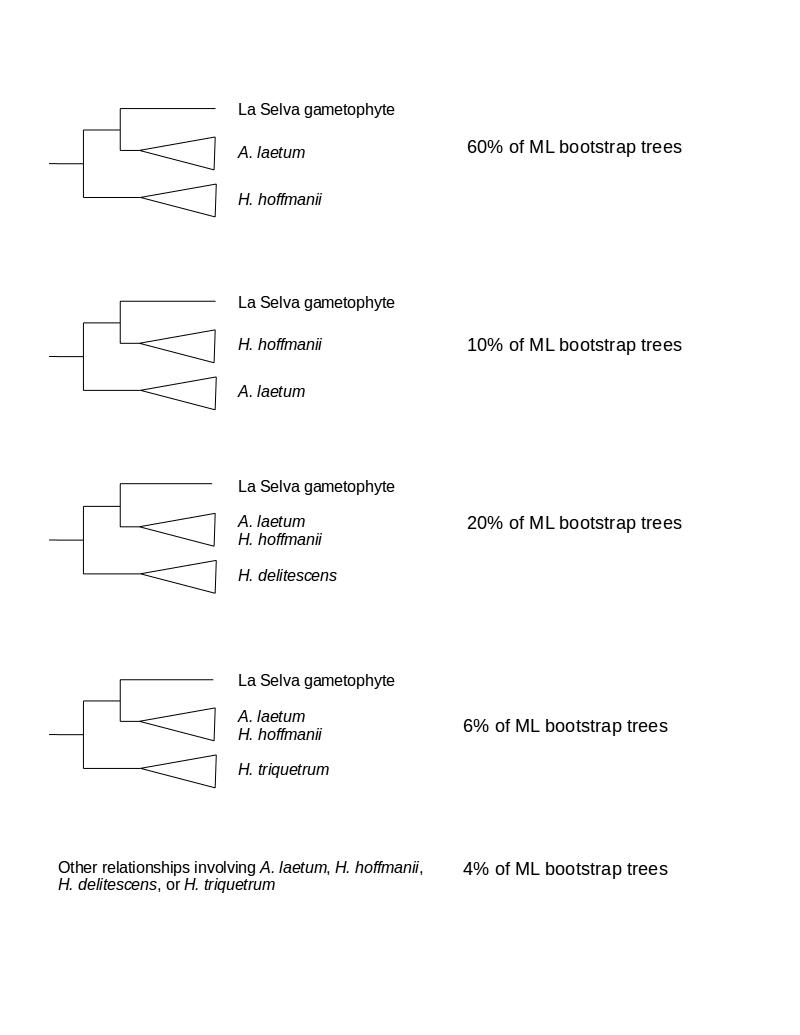 La Selva gametophyte
A. laetum
60% of ML bootstrap trees
H. hoffmanii
La Selva gametophyte
H. hoffmanii
10% of ML bootstrap trees
A. laetum
La Selva gametophyte
A. laetum
20% of ML bootstrap trees
H. hoffmanii
H. delitescens
La Selva gametophyte
A. laetum
6% of ML bootstrap trees
H. hoffmanii
H. triquetrum
Other relationships involving A. laetum, H. hoffmanii,
4% of ML bootstrap trees
H. delitescens, or H. triquetrum